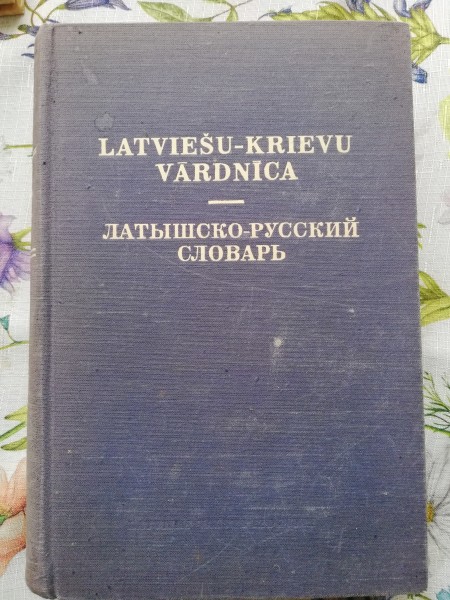 LATVIEŠU-KRIEVU
VĀRDNĪCA
ЛАТЫШСКО-РУССКИЙ
СЛОВАРЬ